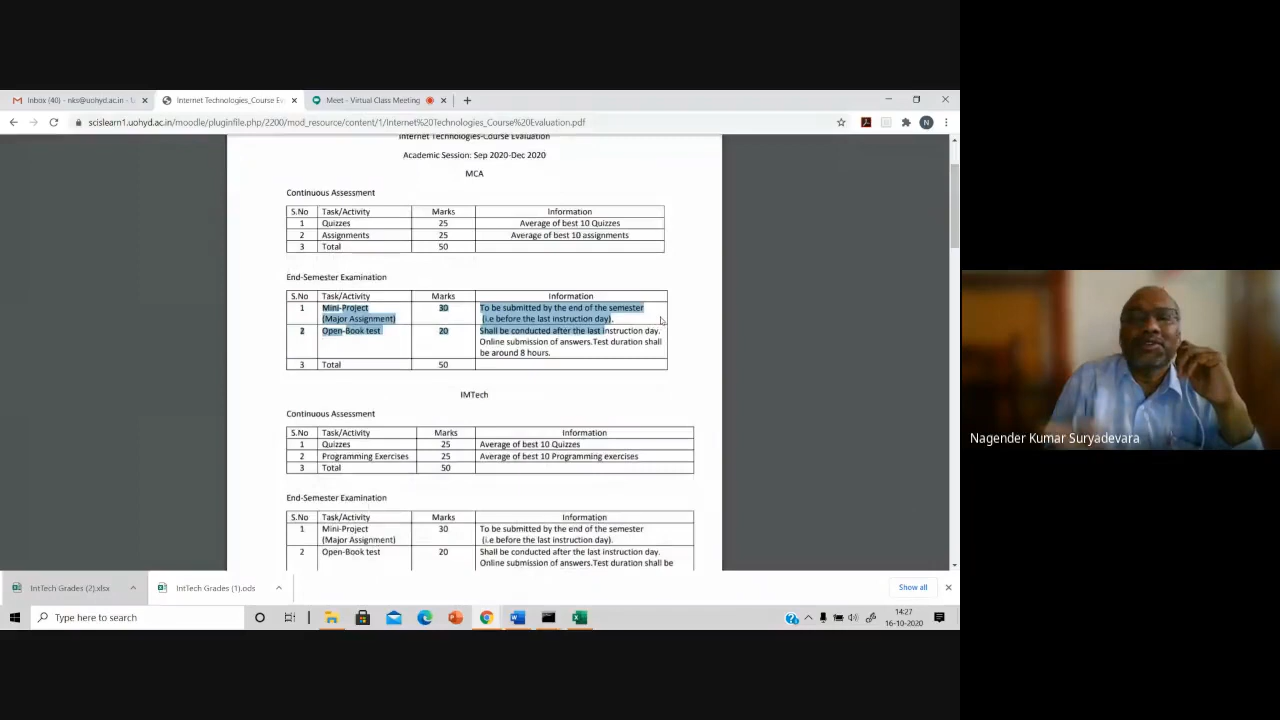 Inbox (40) - nks@uohyd.ac.in - U
Internet Technologies_Course Ev
Meet – Virtual Class Meeting
scislearn1.uohyd.ac.in/moodle/pluginfile.php/2200/mod_resource/content/1/Internet%20Technologies_Course%20Evaluation.pdf
N
Internet Technologies-Course Evaluation
Academic Session: Sep 2020-Dec 2020
MCA
Continuous Assessment
S.No Task/Activity Marks Information
1 Quizzes 25 Average of best 10 Quizzes
2 Assignments 25 Average of best 10 assignments
3 Total 50
End-Semester Examination
S.No Task/Activity Marks Information
1 Mini-Project 30 To be submitted by the end of the semester
(Major Assignment) (i.e before the last instruction day).
2 Open-Book test 20 Shall be conducted after the last instruction day.
Online submission of answers.Test duration shall
be around 8 hours.
3 Total 50
IMTech
Continuous Assessment
S.No Task/Activity Marks Information
1 Quizzes 25 Average of best 10 Quizzes
2 Programming Exercises 25 Average of best 10 Programming exercises
3 Total 50
End-Semester Examination
S.No Task/Activity Marks Information
1 Mini-Project 30 To be submitted by the end of the semester
(Major Assignment) (i.e before the last instruction day).
2 Open-Book test 20 Shall be conducted after the last instruction day.
Online submission of answers.Test duration shall be
Nagender Kumar Suryadevara
IntTech Grades (2).xlsx
IntTech Grades (1).ods
Show all
Type here to search
14:27
16-10-2020